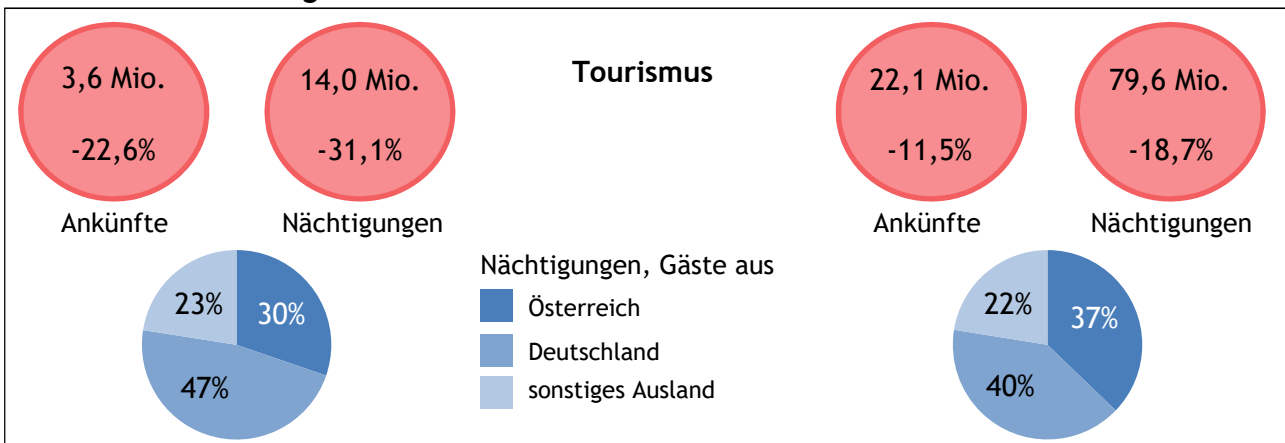 3,6 Mio.
-22,6%
Ankünfte
14,0 Mio.
-31,1%
Nächtigungen
Tourismus
22,1 Mio.
-11,5%
Ankünfte
79,6 Mio.
-18,7%
Nächtigungen
23%
30%
47%
Nächtigungen, Gäste aus
Österreich
Deutschland
sonstiges Ausland
22%
37%
40%